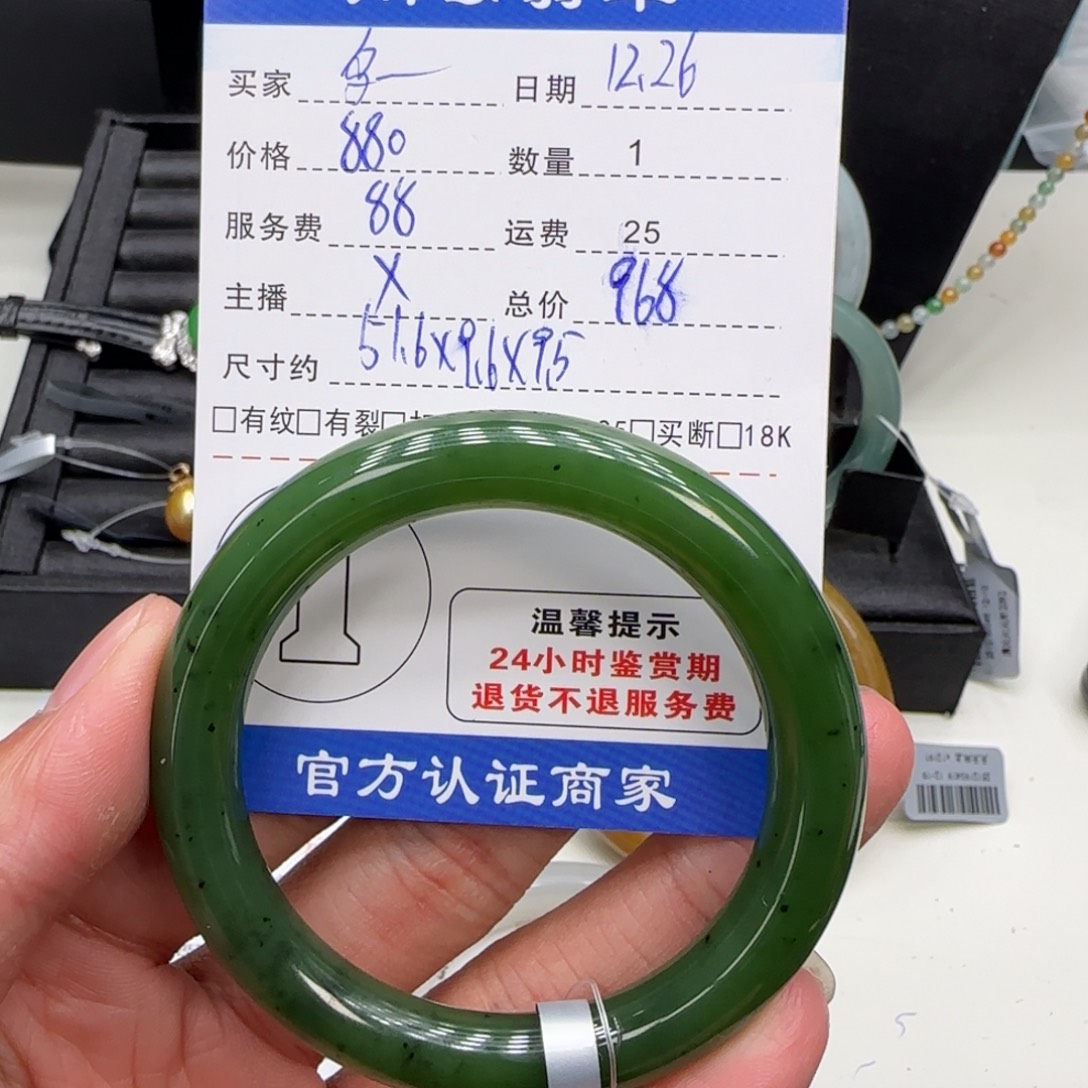 买家 日期 12.26
价格 880 数量 1
服务费 88 运费 25
主播 X 总价 968
尺寸约 51.6X9.6X9.5
□有纹□有裂□ □买断□18K
温馨提示
24小时鉴赏期
退货不退服务费
官方认证商家
5